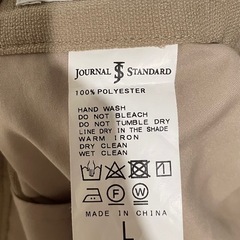 JOURNAL JS STANDARD
100% POLYESTER
HAND WASH
DO NOT BLEACH
DO NOT TUMBLE DRY
LINE DRY IN THE SHADE
WARM IRON
DRY CLEAN
WET CLEAN
F W
MADE IN CHINA
L